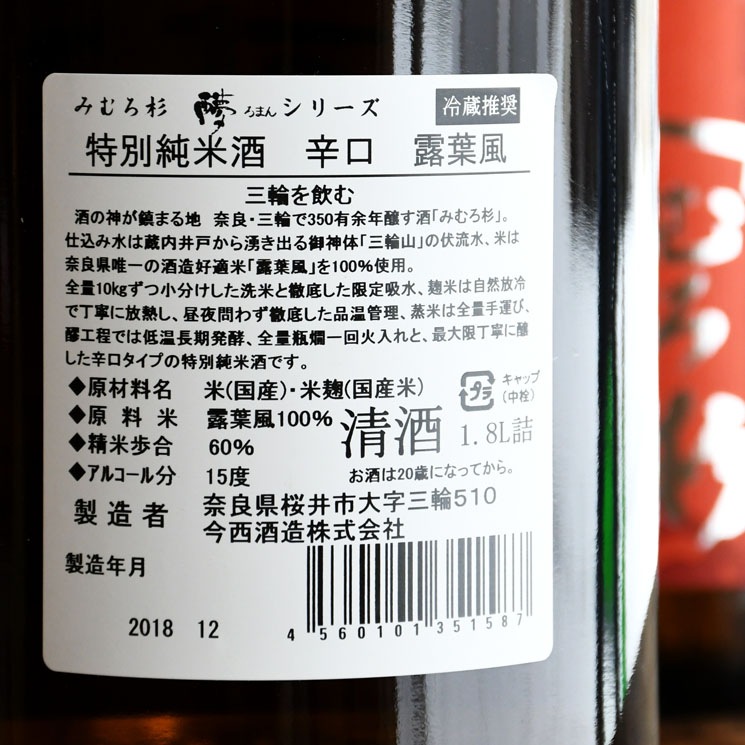 みむろ杉 夢 ろまん シリーズ 冷蔵推奨
特別純米酒 辛口 露葉風
三輪を飲む
酒の神が鎮まる地 奈良・三輪で350有余年醸す酒「みむろ杉」。
仕込み水は蔵内井戸から湧き出る御神体「三輪山」の伏流水、米は
奈良県唯一の酒造好適米「露葉風」を100%使用。
全量10kgずつ小分けした洗米と徹底した限定吸水、麹米は自然放冷
で丁寧に放熱し、昼夜問わず徹底した品温管理、蒸米は全量手運び、
醪工程では低温長期発酵、全量瓶燗一回火入れと、最大限丁寧に醸
した辛口タイプの特別純米酒です。
◆原材料名 米(国産)・米麹(国産米)
プラ キャップ
(中栓)
◆原料米 露葉風100%
◆精米歩合 60%
清酒 1.8L詰
◆アルコール分 15度
お酒は20歳になってから。
製造者 奈良県桜井市大字三輪510
今西酒造株式会社
製造年月
2018 12
4 560101 351587